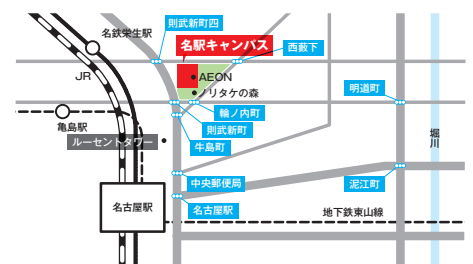 則武新町四
名鉄栄生駅
名駅キャンパス
西薮下
JR
AEON
ノリタケの森
明道町
輪ノ内町
亀島駅
則武新町
ルーセントタワー
牛島町
堀川
中央郵便局
泥江町
名古屋駅
名古屋駅
地下鉄東山線